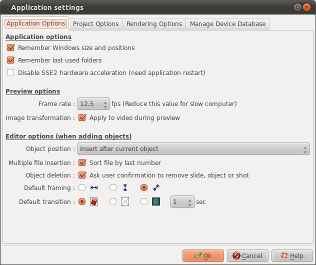 Application settings
Application Options Project Options Rendering Options Manage Device Database
Application options
Remember Windows size and positions
Remember last used folders
Disable SSE2 hardware acceleration (need application restart)
Preview options
Frame rate : 12.5 fps (Reduce this value for slow computer)
Image transformation : Apply to video during preview
Editor options (when adding objects)
Object position : Insert after current object
Multiple file insertion : Sort file by last number
Object deletion : Ask user confirmation to remove slide, object or shot
Default framing :
Default transition : 1 sec
Ok Cancel Help